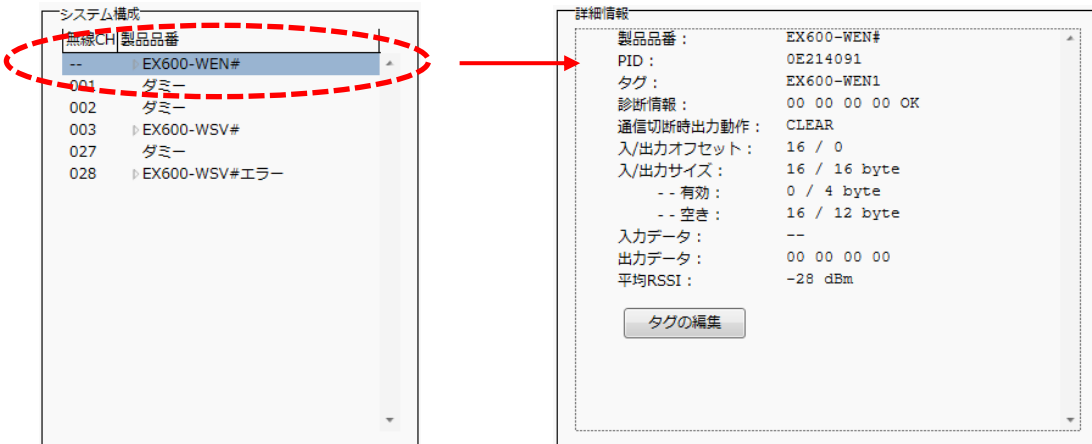 システム構成
無線CH 製品品番
-- EX600-WEN#
001 ダミー
002 ダミー
003 EX600-WSV#
027 ダミー
028 EX600-WSV#エラー
詳細情報
製品品番： EX600-WEN#
PID： 0E214091
タグ： EX600-WEN1
診断情報： 00 00 00 00 OK
通信切断時出力動作： CLEAR
入/出力オフセット： 16 / 0
入/出力サイズ： 16 / 16 byte
- - 有効： 0 / 4 byte
- - 空き： 16 / 12 byte
入力データ： --
出力データ： 00 00 00 00
平均RSSI： -28 dBm
タグの編集